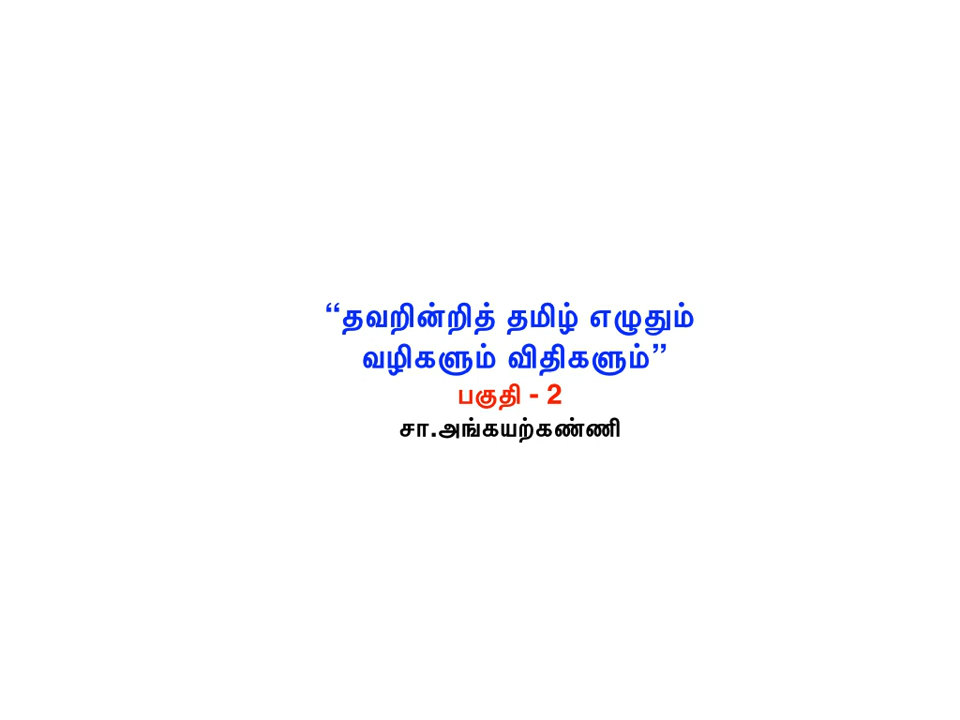 “தவறின்றித் தமிழ் எழுதும்
வழிகளும் விதிகளும்”
பகுதி - 2
சா.அங்கயற்கண்ணி